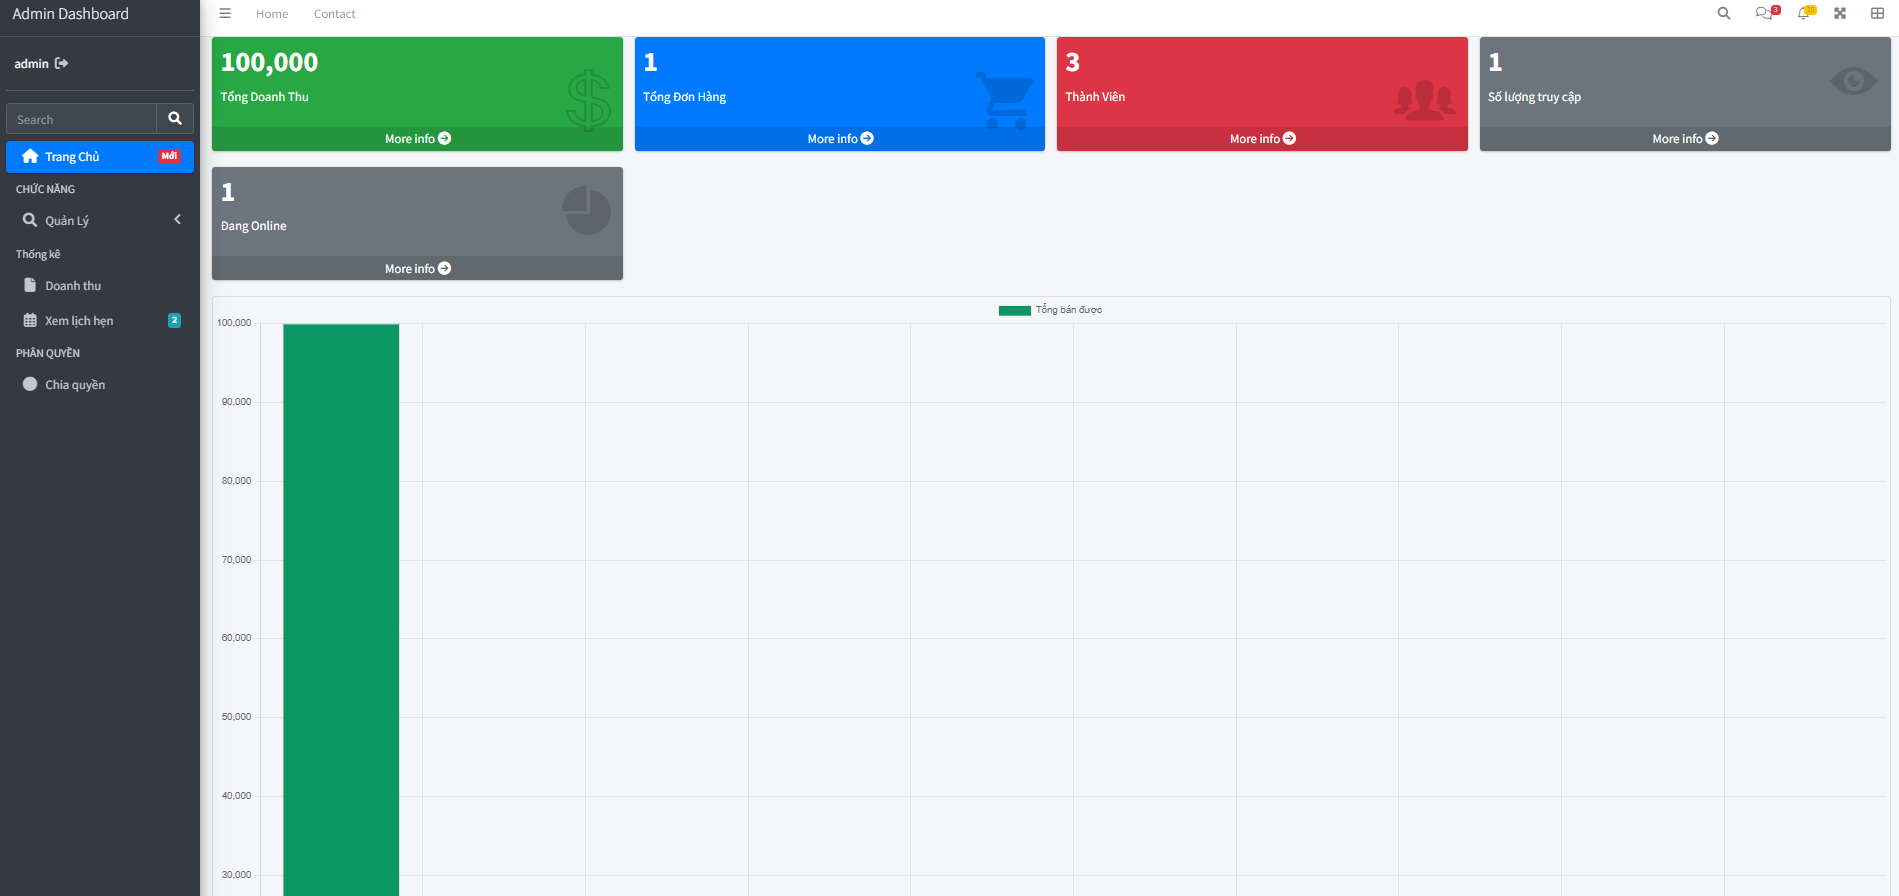 Admin Dashboard
Home
Contact
3
15
admin
Search
Trang Chủ
Mới
CHỨC NĂNG
Quản Lý
Thống kê
Doanh thu
Xem lịch hẹn
2
PHÂN QUYỀN
Chia quyền
100,000
Tổng Doanh Thu
More info
1
Tổng Đơn Hàng
More info
3
Thành Viên
More info
1
Số lượng truy cập
More info
1
Đang Online
More info
Tổng bán được
100,000
90,000
80,000
70,000
60,000
50,000
40,000
30,000